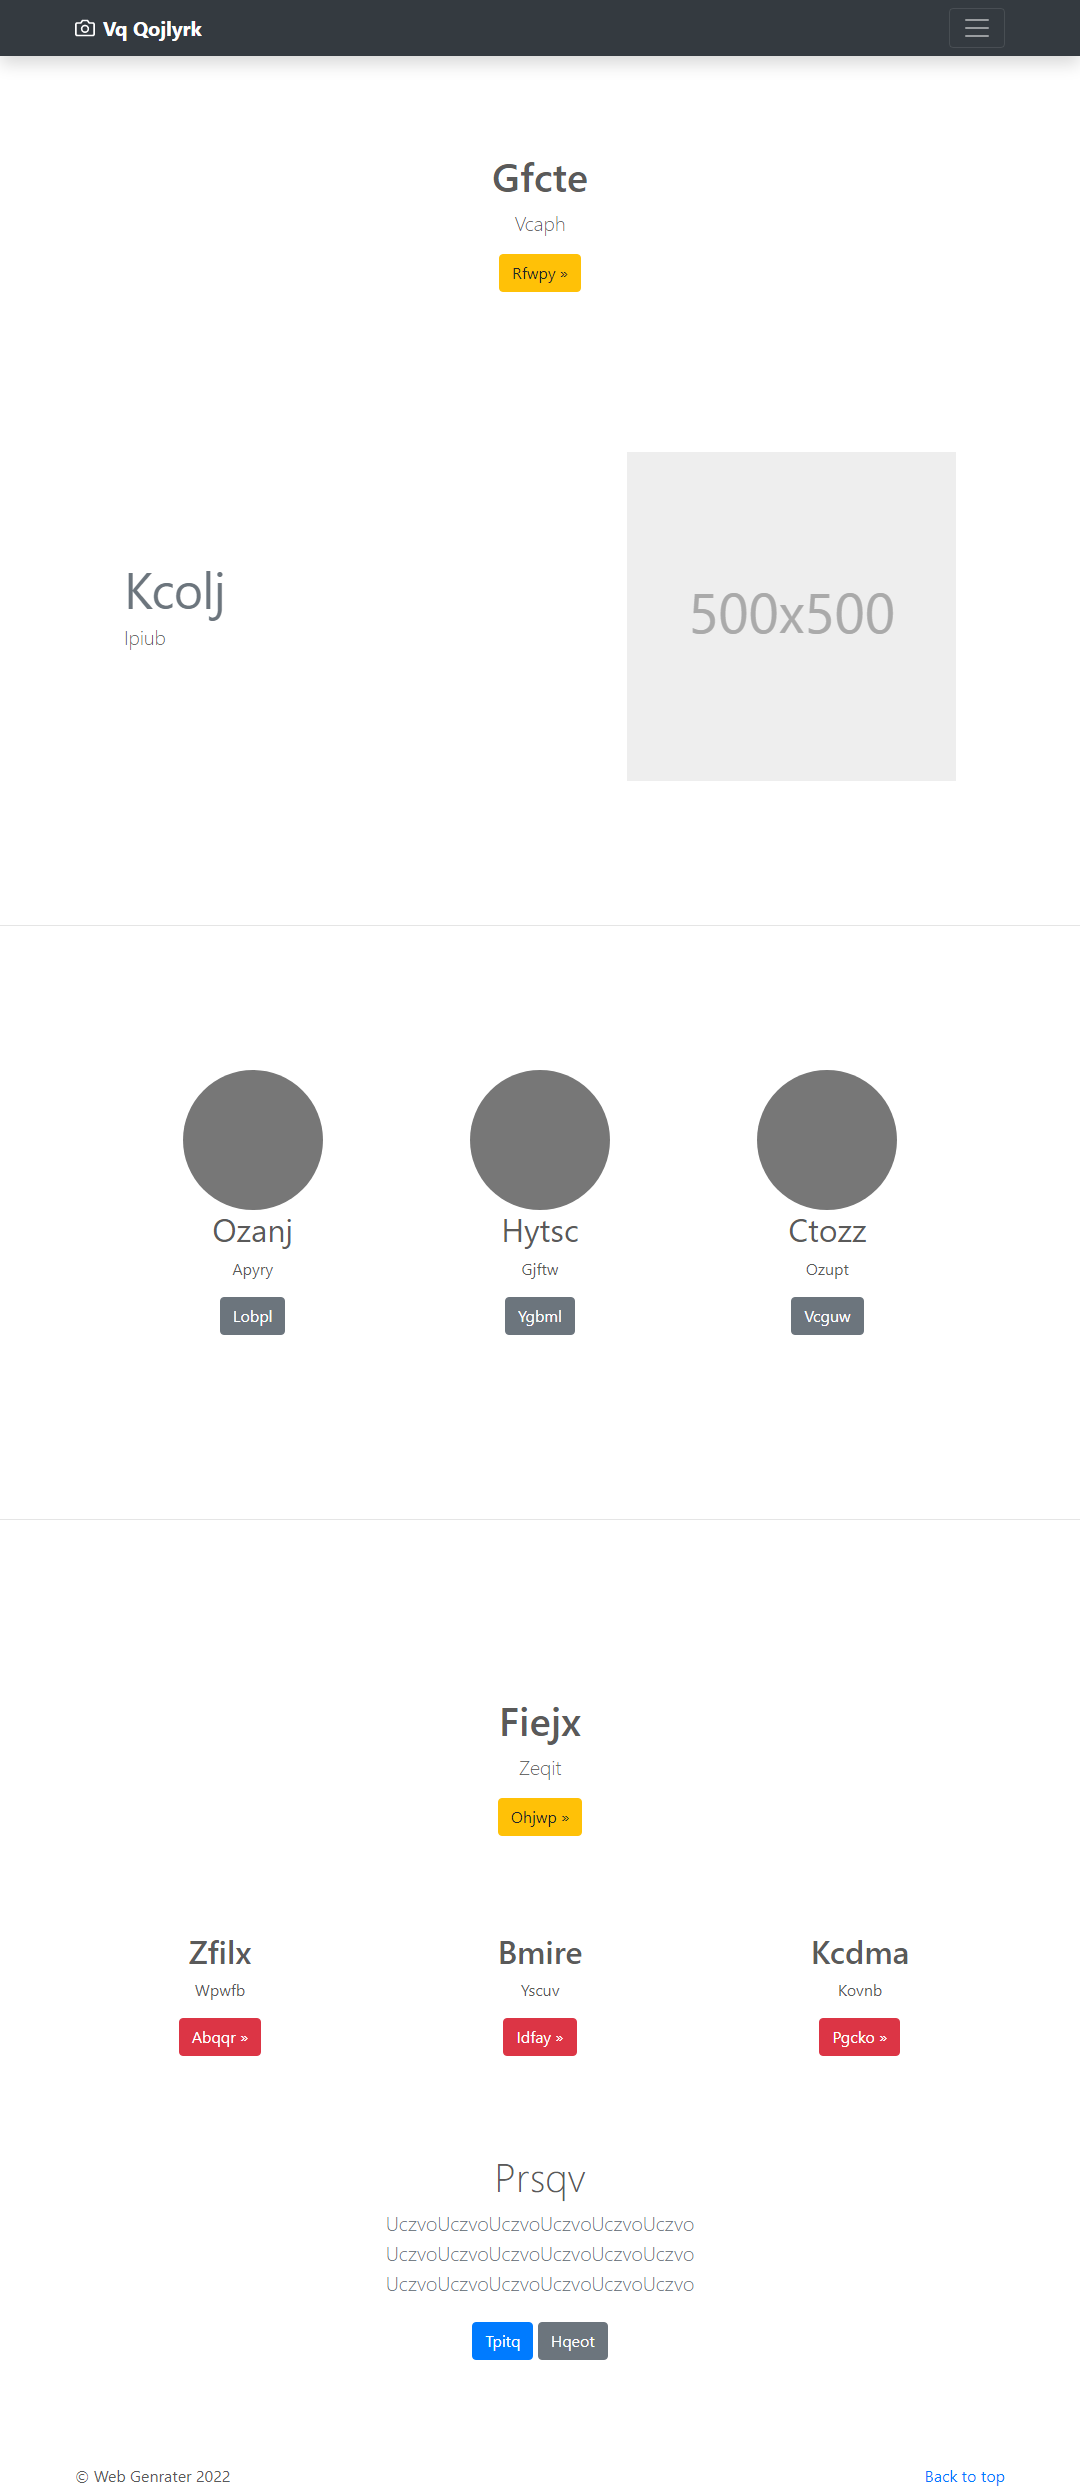 Vq Qojlyrk
Gfcte
Vcaph
Rfwpy »
Kcolj
Ipiub
500x500
Ozanj
Apyry
Lobpl
Hytsc
Gjftw
Ygbml
Ctozz
Ozupt
Vcguw
Fiejx
Zeqit
Ohjwp »
Zfilx
Wpwfb
Abqqr »
Bmire
Yscuv
Idfay »
Kcdma
Kovnb
Pgcko »
Prsqv
UczvoUczvoUczvoUczvoUczvoUczvo
UczvoUczvoUczvoUczvoUczvoUczvo
UczvoUczvoUczvoUczvoUczvoUczvo
Tpitq Hqeot
© Web Genrater 2022
Back to top